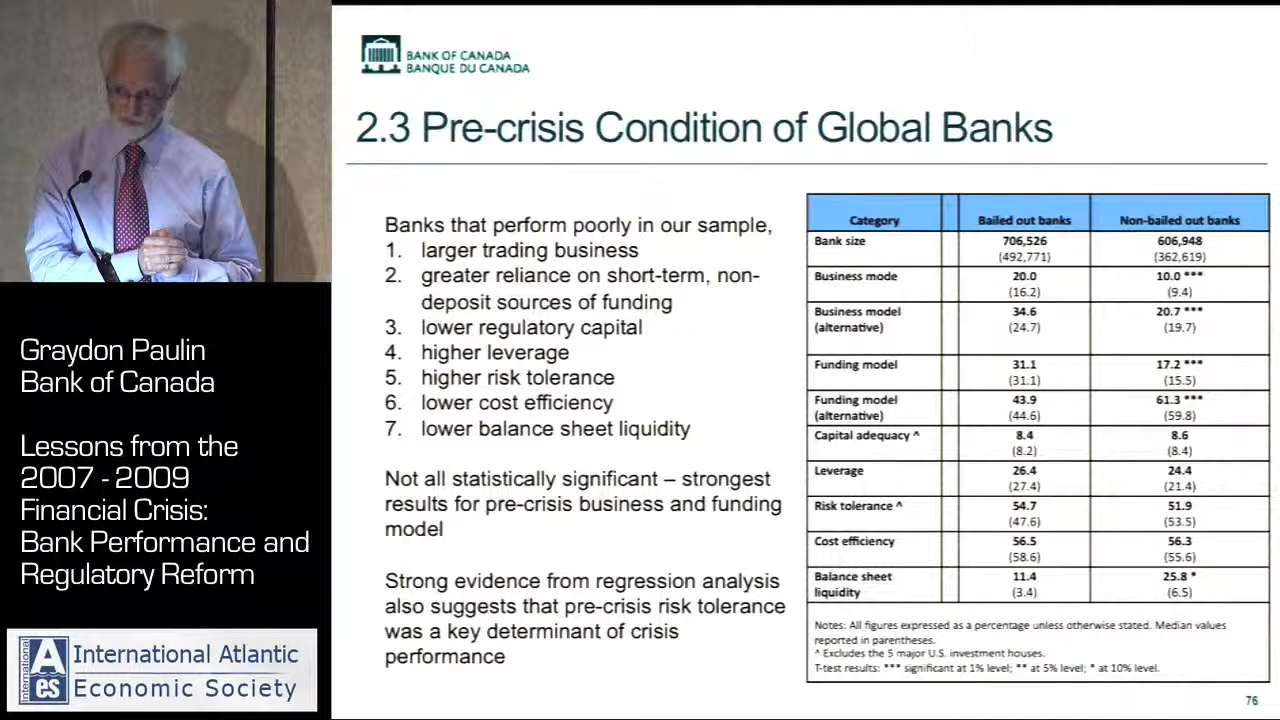 BANK OF CANADA
BANQUE DU CANADA
2.3 Pre-crisis Condition of Global Banks
Banks that perform poorly in our sample,
1. larger trading business
2. greater reliance on short-term, non-
deposit sources of funding
3. lower regulatory capital
4. higher leverage
5. higher risk tolerance
6. lower cost efficiency
7. lower balance sheet liquidity
Not all statistically significant – strongest
results for pre-crisis business and funding
model
Strong evidence from regression analysis
also suggests that pre-crisis risk tolerance
was a key determinant of crisis
performance
Category Bailed out banks Non-bailed out banks
Bank size 706,526 606,948
(492,771) (362,619)
Business mode 20.0 10.0 ***
(16.2) (9.4)
Business model 34.6 20.7 ***
(alternative) (24.7) (19.7)
Funding model 31.1 17.2 ***
(31.1) (15.5)
Funding model 43.9 61.3 ***
(alternative) (44.6) (59.8)
Capital adequacy ^ 8.4 8.6
(8.2) (8.4)
Leverage 26.4 24.4
(27.4) (21.4)
Risk tolerance ^ 54.7 51.9
(47.6) (53.5)
Cost efficiency 56.5 56.3
(58.6) (55.6)
Balance sheet 11.4 25.8 *
liquidity (3.4) (6.5)
Notes: All figures expressed as a percentage unless otherwise stated. Median values
reported in parentheses.
^ Excludes the 5 major U.S. investment houses.
T-test results: *** significant at 1% level; ** at 5% level; * at 10% level.
76
Graydon Paulin
Bank of Canada
Lessons from the
2007 - 2009
Financial Crisis:
Bank Performance and
Regulatory Reform
International
A
es
International Atlantic
Economic Society